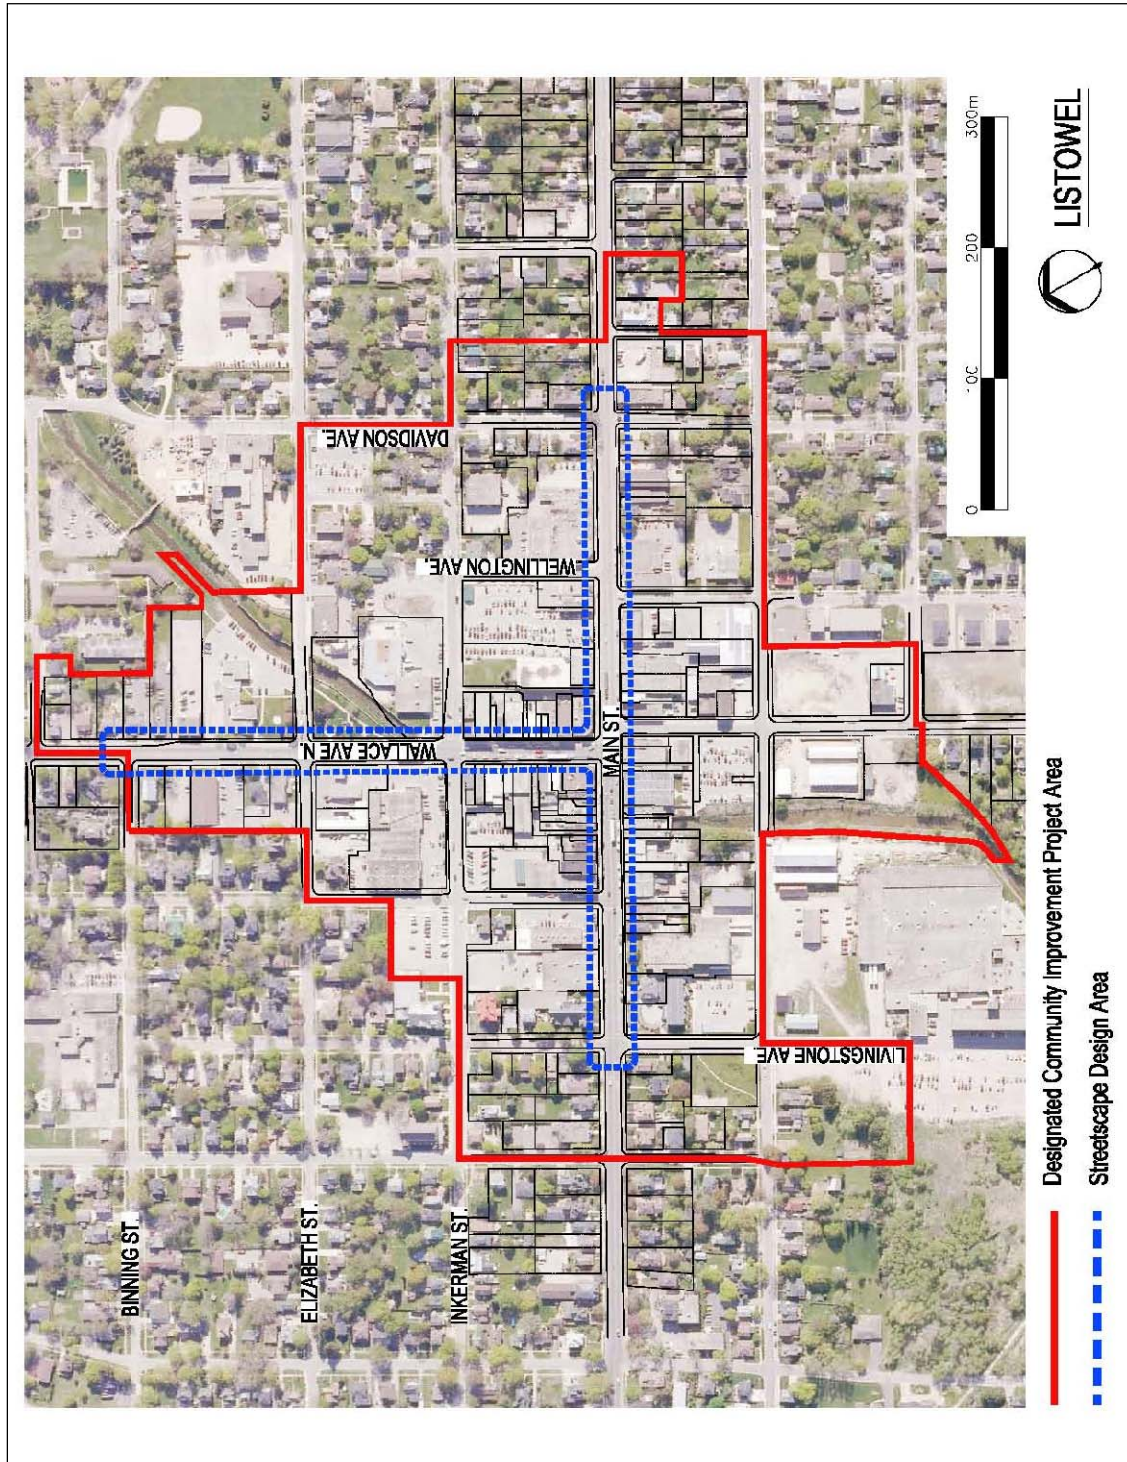 BINNING ST.
ELIZABETH ST.
INKERMAN ST.
DAVIDSON AVE.
WELLINGTON AVE.
WALLACE AVE N.
MAIN ST.
LIVINGSTONE AVE.
0 100 200 300m
LISTOWEL
Designated Community Improvement Project Area
Streetscape Design Area